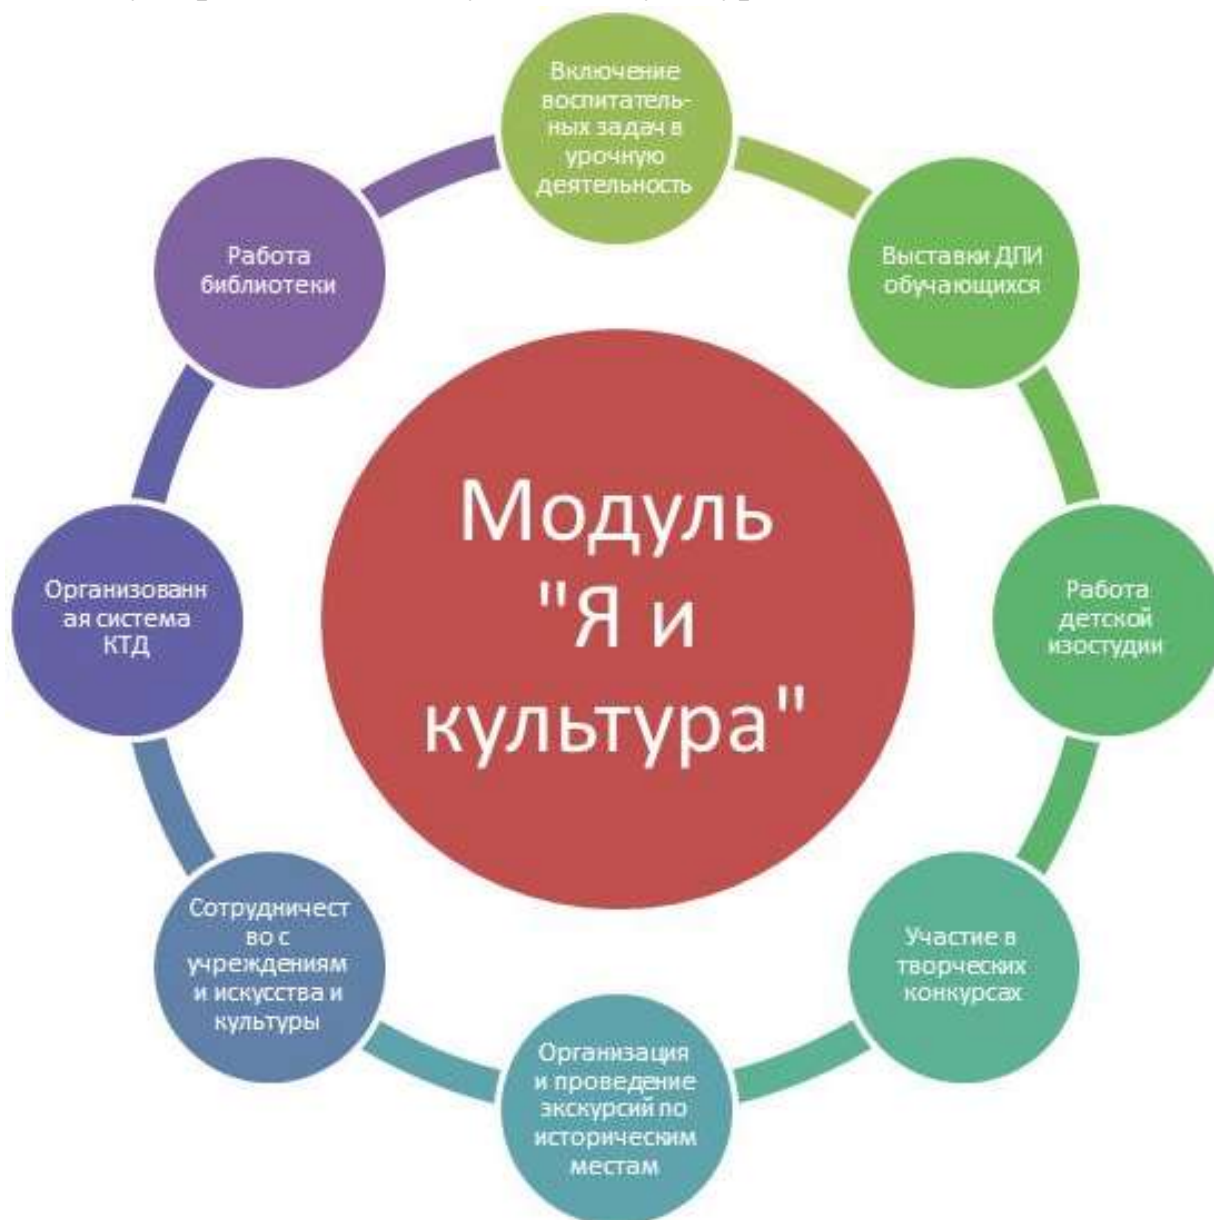 Включение
воспитатель-
ных задач в
урочную
деятельность
Выставки ДПИ
обучающихся
Работа
детской
изостудии
Участие в
творческих
конкурсах
Организация
и проведение
экскурсий по
историческим
местам
Сотрудничест
во с
учреждениям
и искусства и
культуры
Организованн
ая система
КТД
Работа
библиотеки
Модуль
"Я и
культура"